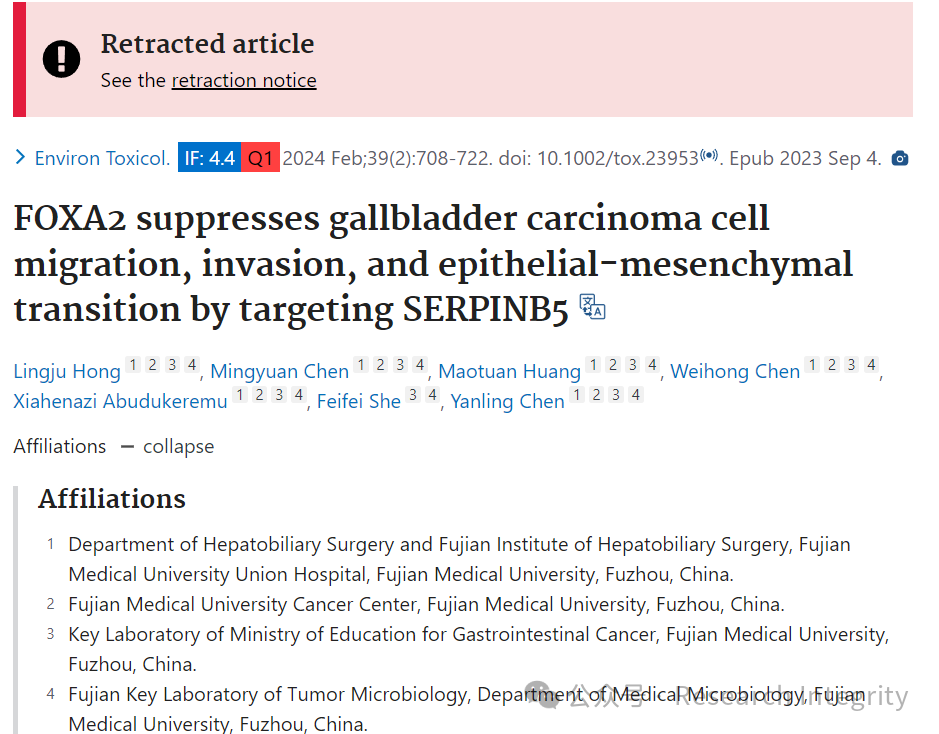 Retracted article
See the retraction notice
Environ Toxicol. IF: 4.4 Q1 2024 Feb;39(2):708-722. doi: 10.1002/tox.23953. Epub 2023 Sep 4.
FOXA2 suppresses gallbladder carcinoma cell
migration, invasion, and epithelial-mesenchymal
transition by targeting SERPINB5
Lingju Hong 1 2 3 4, Mingyuan Chen 1 2 3 4, Maotuan Huang 1 2 3 4, Weihong Chen 1 2 3 4,
Xiahenazi Abudukeremu 1 2 3 4, Feifei She 3 4, Yanling Chen 1 2 3 4
Affiliations — collapse
Affiliations
1 Department of Hepatobiliary Surgery and Fujian Institute of Hepatobiliary Surgery, Fujian
Medical University Union Hospital, Fujian Medical University, Fuzhou, China.
2 Fujian Medical University Cancer Center, Fujian Medical University, Fuzhou, China.
3 Key Laboratory of Ministry of Education for Gastrointestinal Cancer, Fujian Medical University,
Fuzhou, China.
4 Fujian Key Laboratory of Tumor Microbiology, Department of Medical Microbiology, Fujian
Medical University, Fuzhou, China.
公众号 · Research Integrity